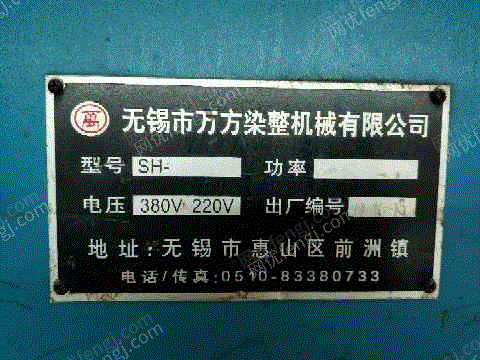 无锡市万方染整机械有限公司
型号 SH- 功率
电压 380V 220V 出厂编号
地址:无锡市惠山区前洲镇
电话/传真:0510-83380733